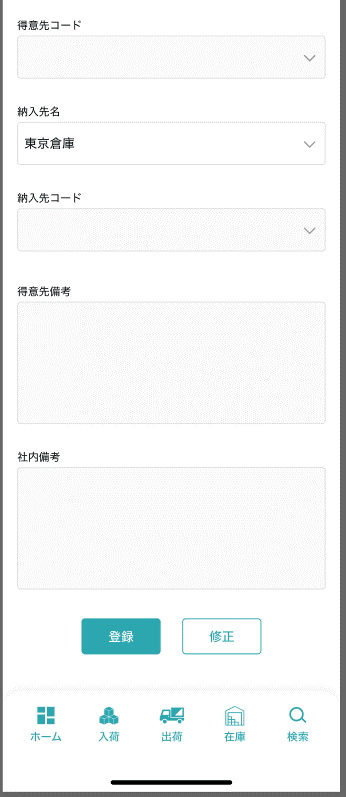 得意先コード
納入先名
東京倉庫
納入先コード
得意先備考
社内備考
登録 修正
ホーム 入荷 出荷 在庫 検索